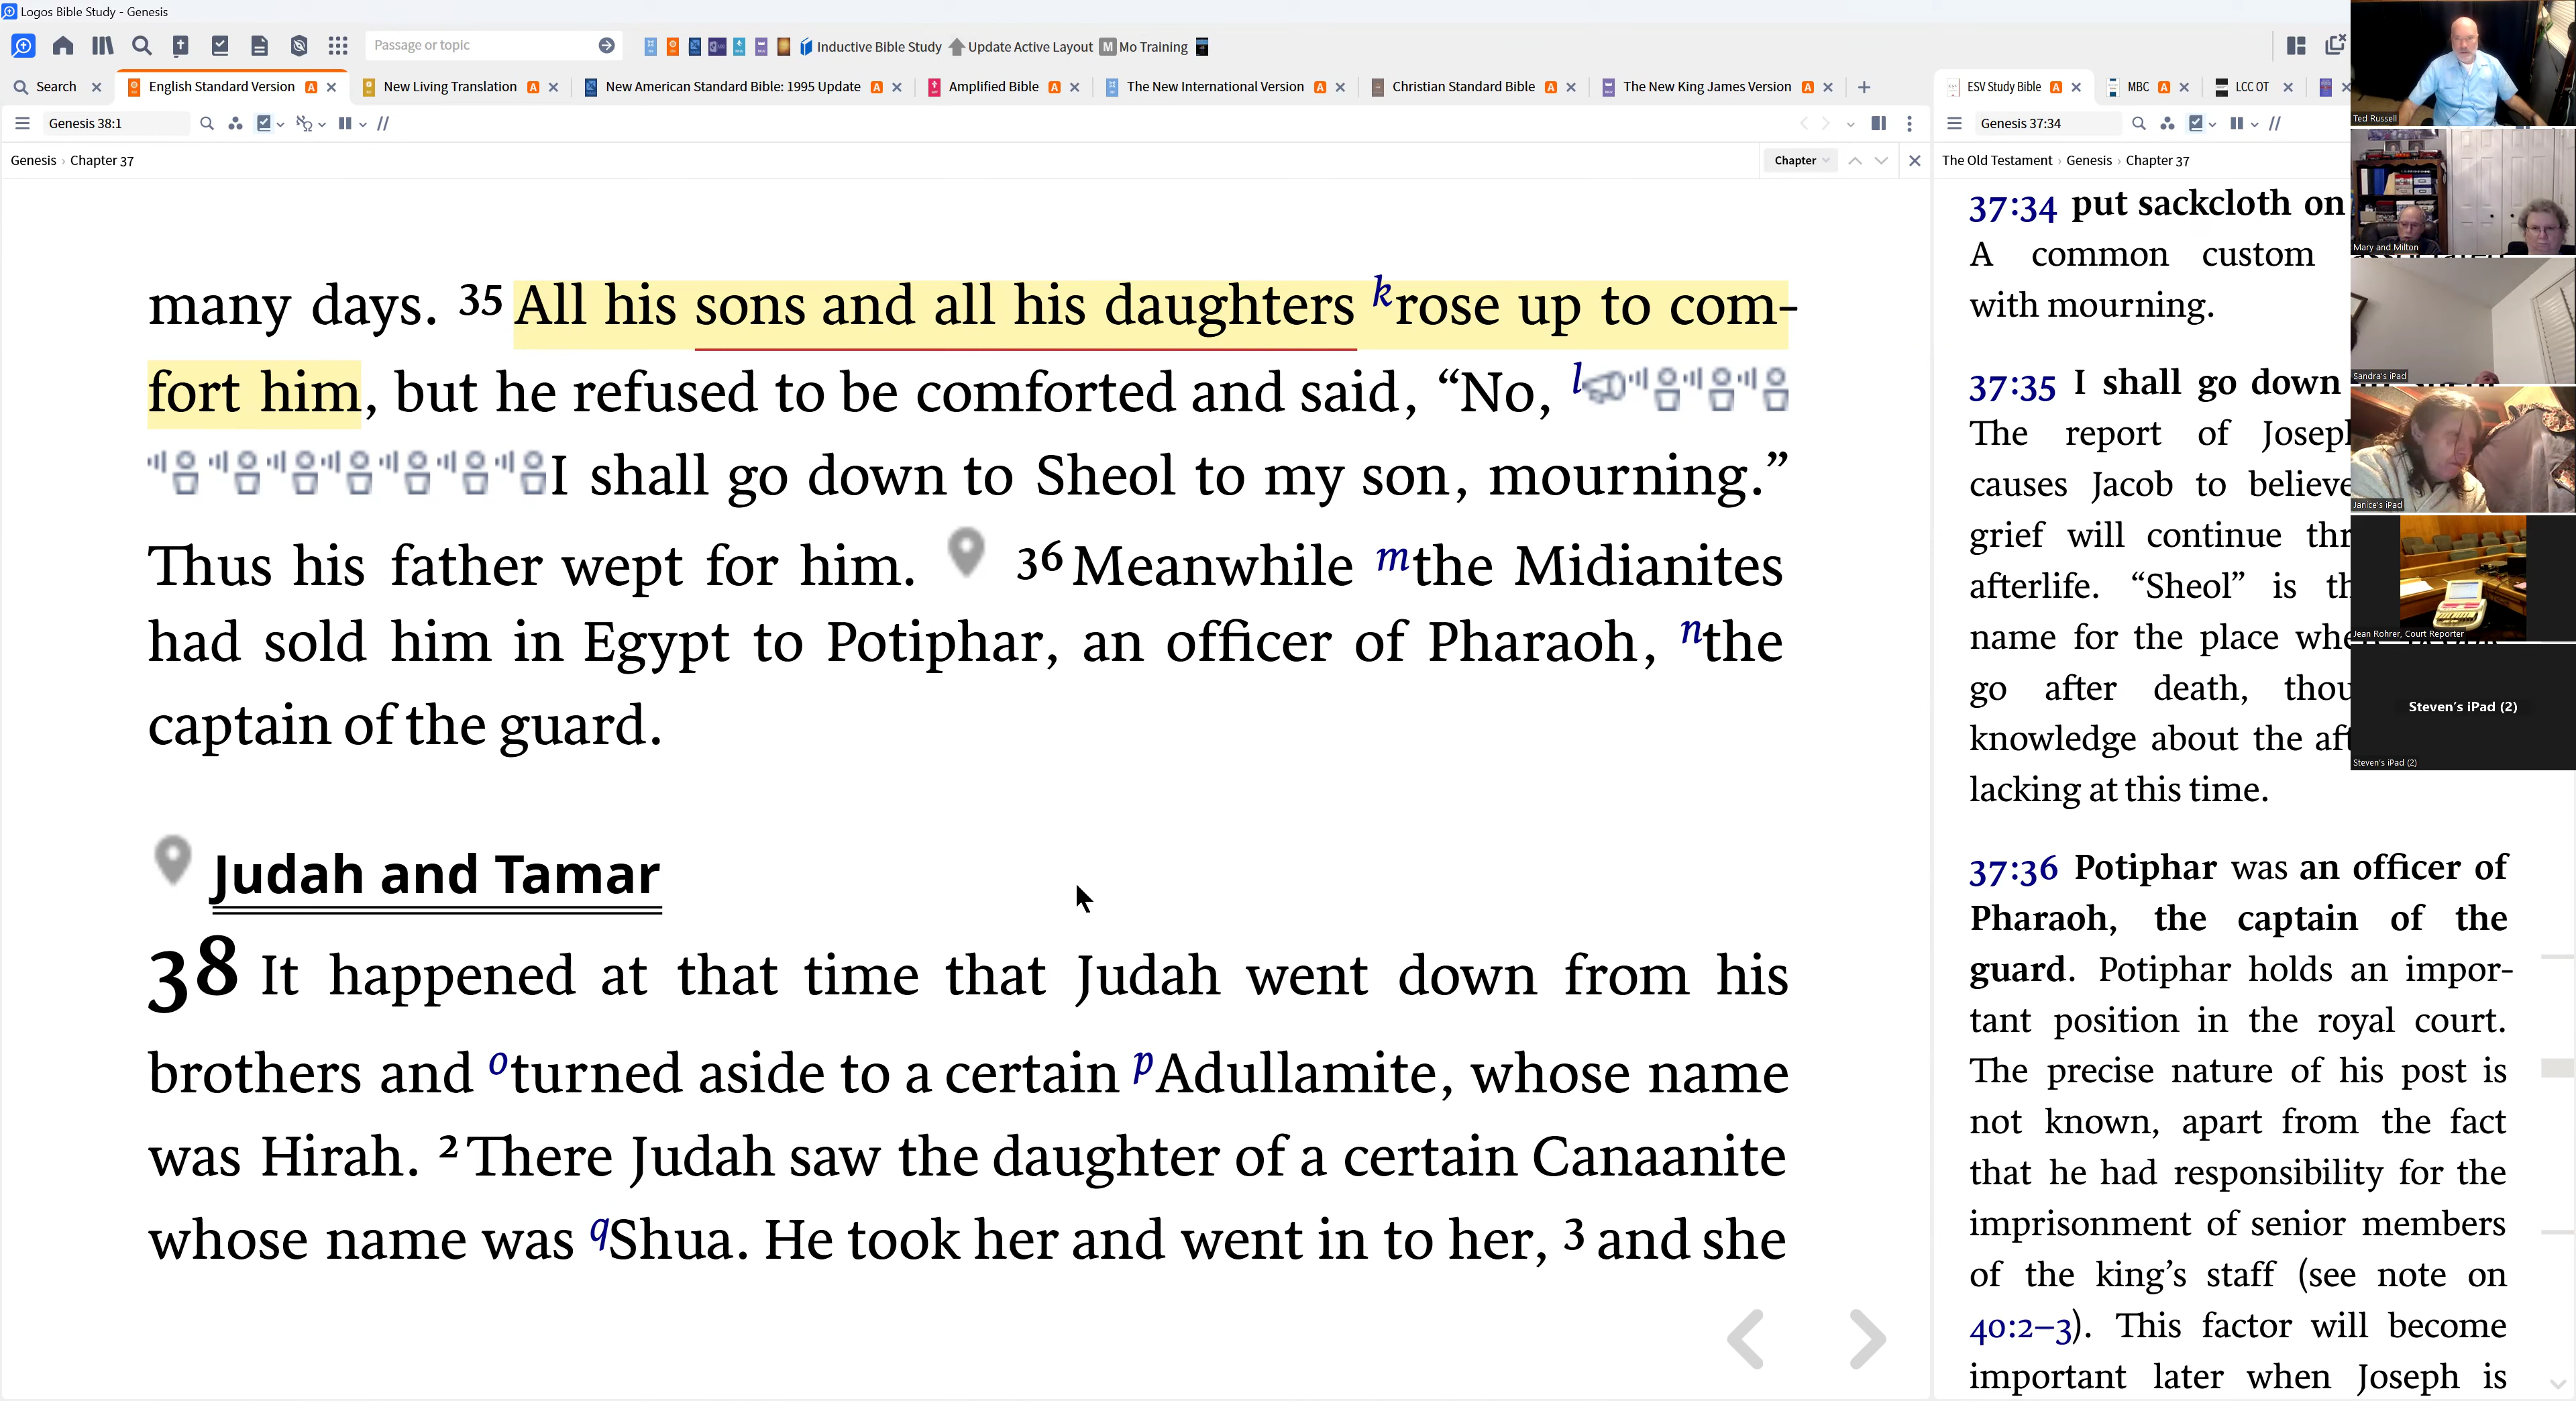 Logos Bible Study - Genesis
Passage or topic
Inductive Bible Study
Update Active Layout
M Mo Training
Search
English Standard Version A
New Living Translation A
New American Standard Bible: 1995 Update A
Amplified Bible A
The New International Version A
Christian Standard Bible A
The New King James Version A
Genesis 38:1
Genesis › Chapter 37
Chapter
many days. 35 All his sons and all his daughters k rose up to com-
fort him, but he refused to be comforted and said, “No, l
I shall go down to Sheol to my son, mourning.”
Thus his father wept for him. 36 Meanwhile m the Midianites
had sold him in Egypt to Potiphar, an officer of Pharaoh, n the
captain of the guard.
Judah and Tamar
38 It happened at that time that Judah went down from his
brothers and o turned aside to a certain p Adullamite, whose name
was Hirah. 2 There Judah saw the daughter of a certain Canaanite
whose name was q Shua. He took her and went in to her, 3 and she
ESV Study Bible A
MBC A
LCC OT
Genesis 37:34
The Old Testament › Genesis › Chapter 37
37:34 put sackcloth on
A common custom
with mourning.
37:35 I shall go down
The report of
causes Jacob to believe
grief will continue
afterlife. “Sheol” is
name for the place
go after death,
knowledge about the
lacking at this time.
37:36 Potiphar was an officer of
Pharaoh, the captain of the
guard. Potiphar holds an impor-
tant position in the royal court.
The precise nature of his post is
not known, apart from the fact
that he had responsibility for the
imprisonment of senior members
of the king’s staff (see note on
40:2–3). This factor will become
important later when Joseph is
Ted Russell
Mary and Milton
Sandra's iPad
Janice's iPad
Jean Rohrer, Court Reporter
Steven’s iPad (2)
Steven's iPad (2)